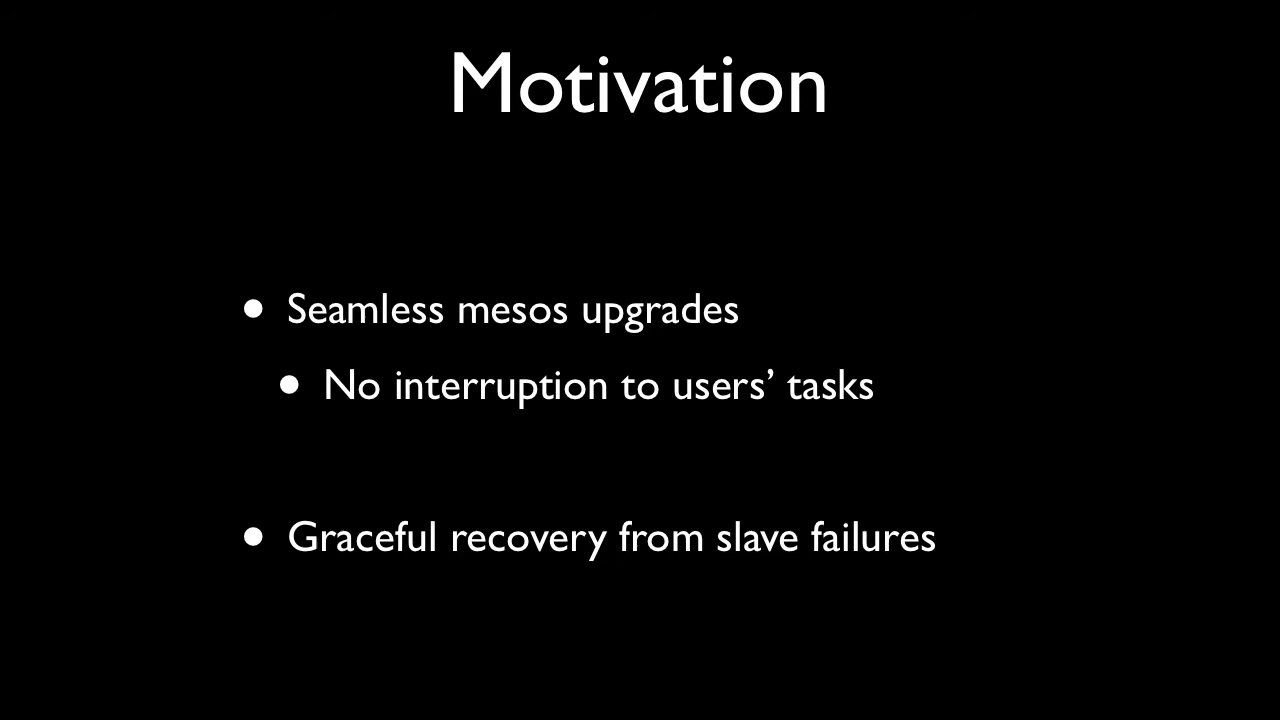 Motivation
• Seamless mesos upgrades
• No interruption to users’ tasks
• Graceful recovery from slave failures